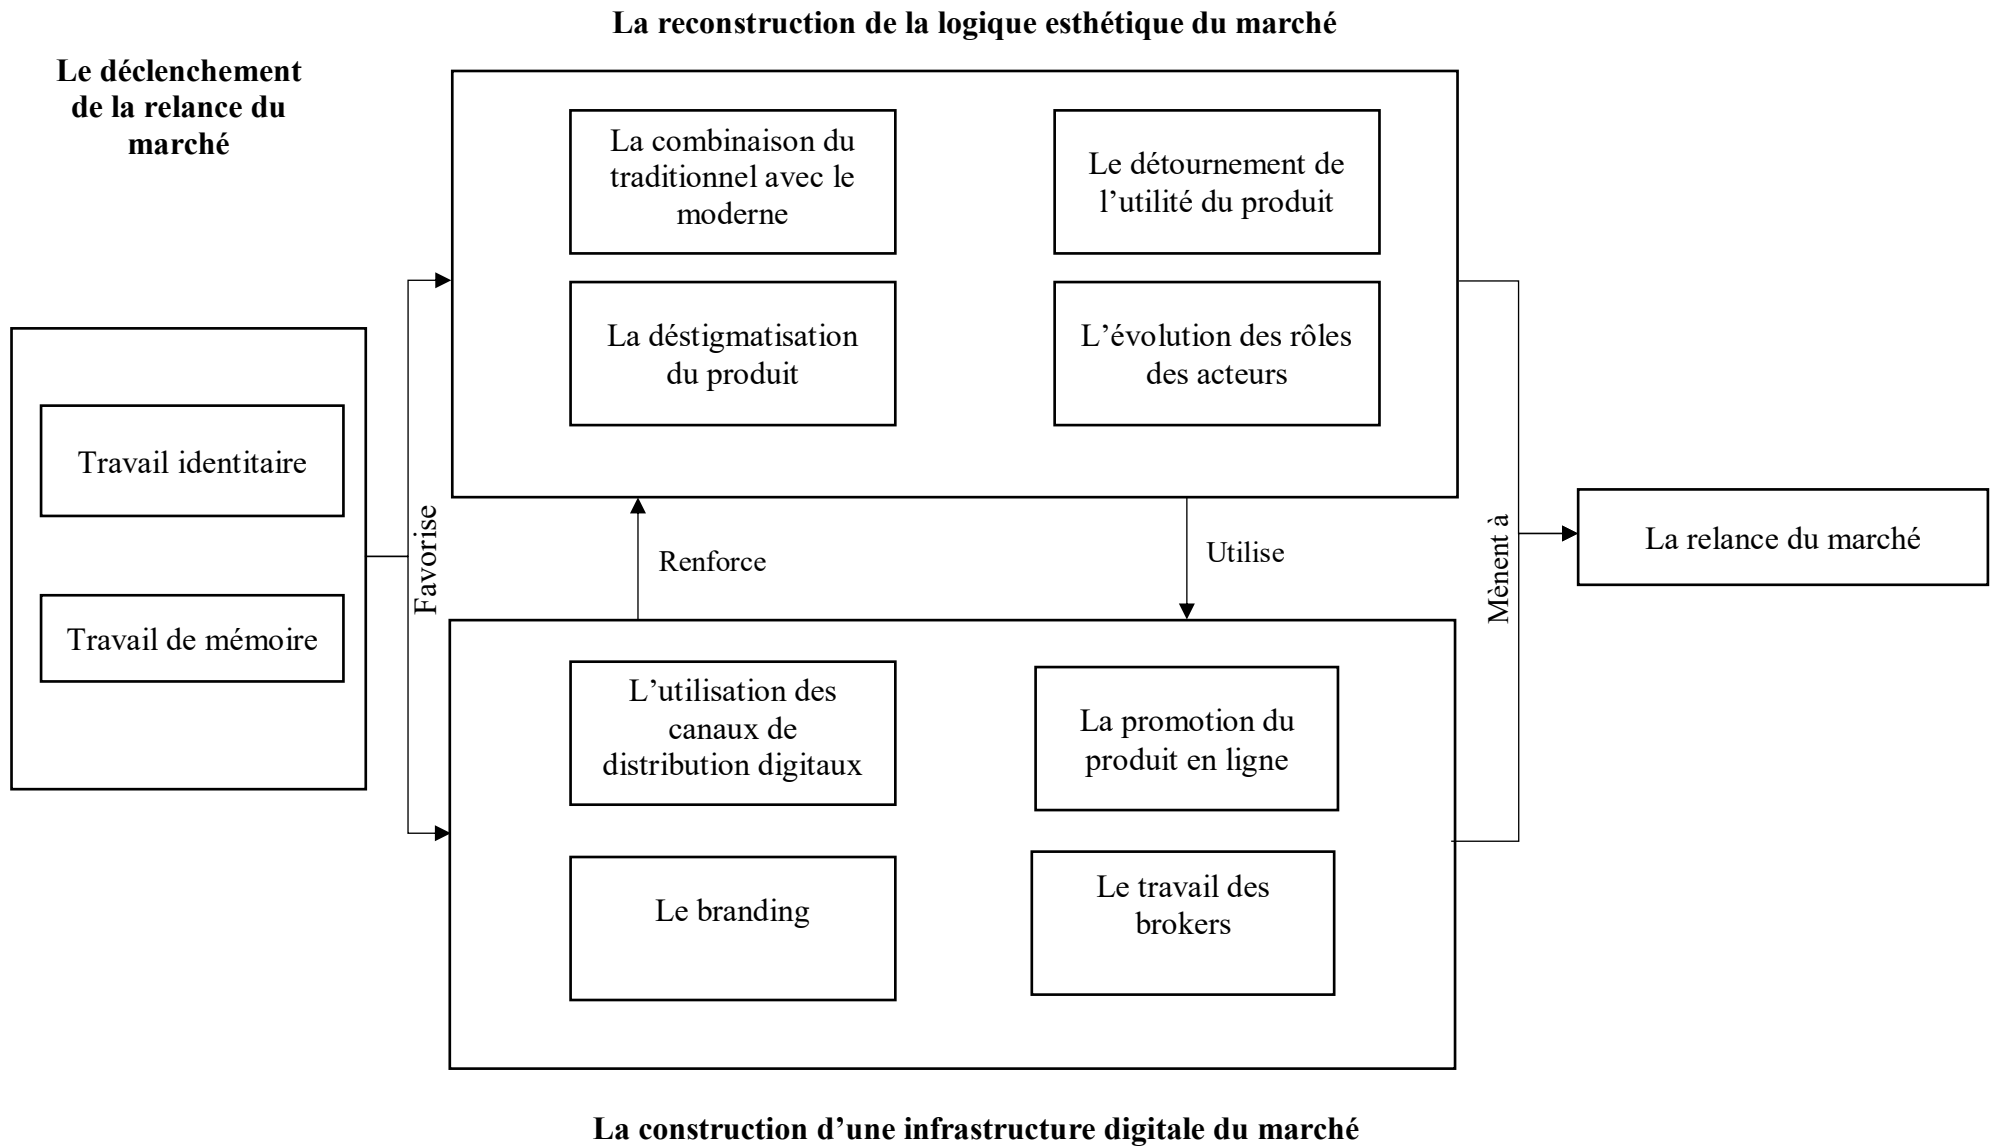 La reconstruction de la logique esthétique du marché
Le déclenchement
de la relance du
marché
La combinaison du
traditionnel avec le
moderne
Le détournement de
l’utilité du produit
La déstigmatisation
du produit
L’évolution des rôles
des acteurs
Travail identitaire
Travail de mémoire
Favorise
Renforce
Utilise
Mènent à
La relance du marché
L’utilisation des
canaux de
distribution digitaux
La promotion du
produit en ligne
Le branding
Le travail des
brokers
La construction d’une infrastructure digitale du marché